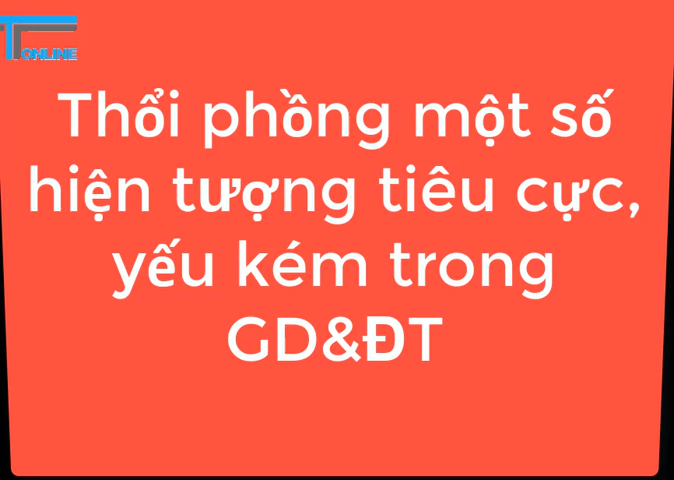 ONLINE
Thổi phồng một số
hiện tượng tiêu cực,
yếu kém trong
GD&ĐT